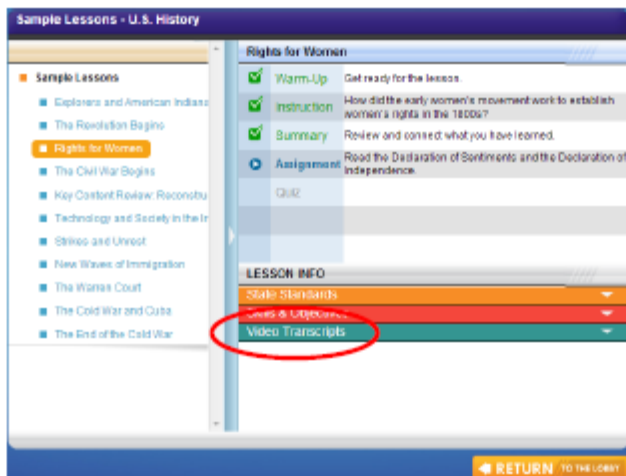 Sample Lessons - U.S. History
Sample Lessons
Explorers and American Indians
The Revolution Begins
Rights for Women
The Civil War Begins
Key Content Review: Reconstru
Technology and Society in the In
Strikes and Unrest
New Waves of Immigration
The Warren Court
The Cold War and Cuba
The End of the Cold War
Rights for Women
Warm-Up Get ready for the lesson.
Instruction How did the early women's movement work to establish
women's rights in the 1800s?
Summary Review and connect what you have learned.
Assignment Read the Declaration of Sentiments and the Declaration of
Independence.
Quiz
LESSON INFO
State Standards
Skills & Objectives
Video Transcripts
RETURN TO THE LOBBY